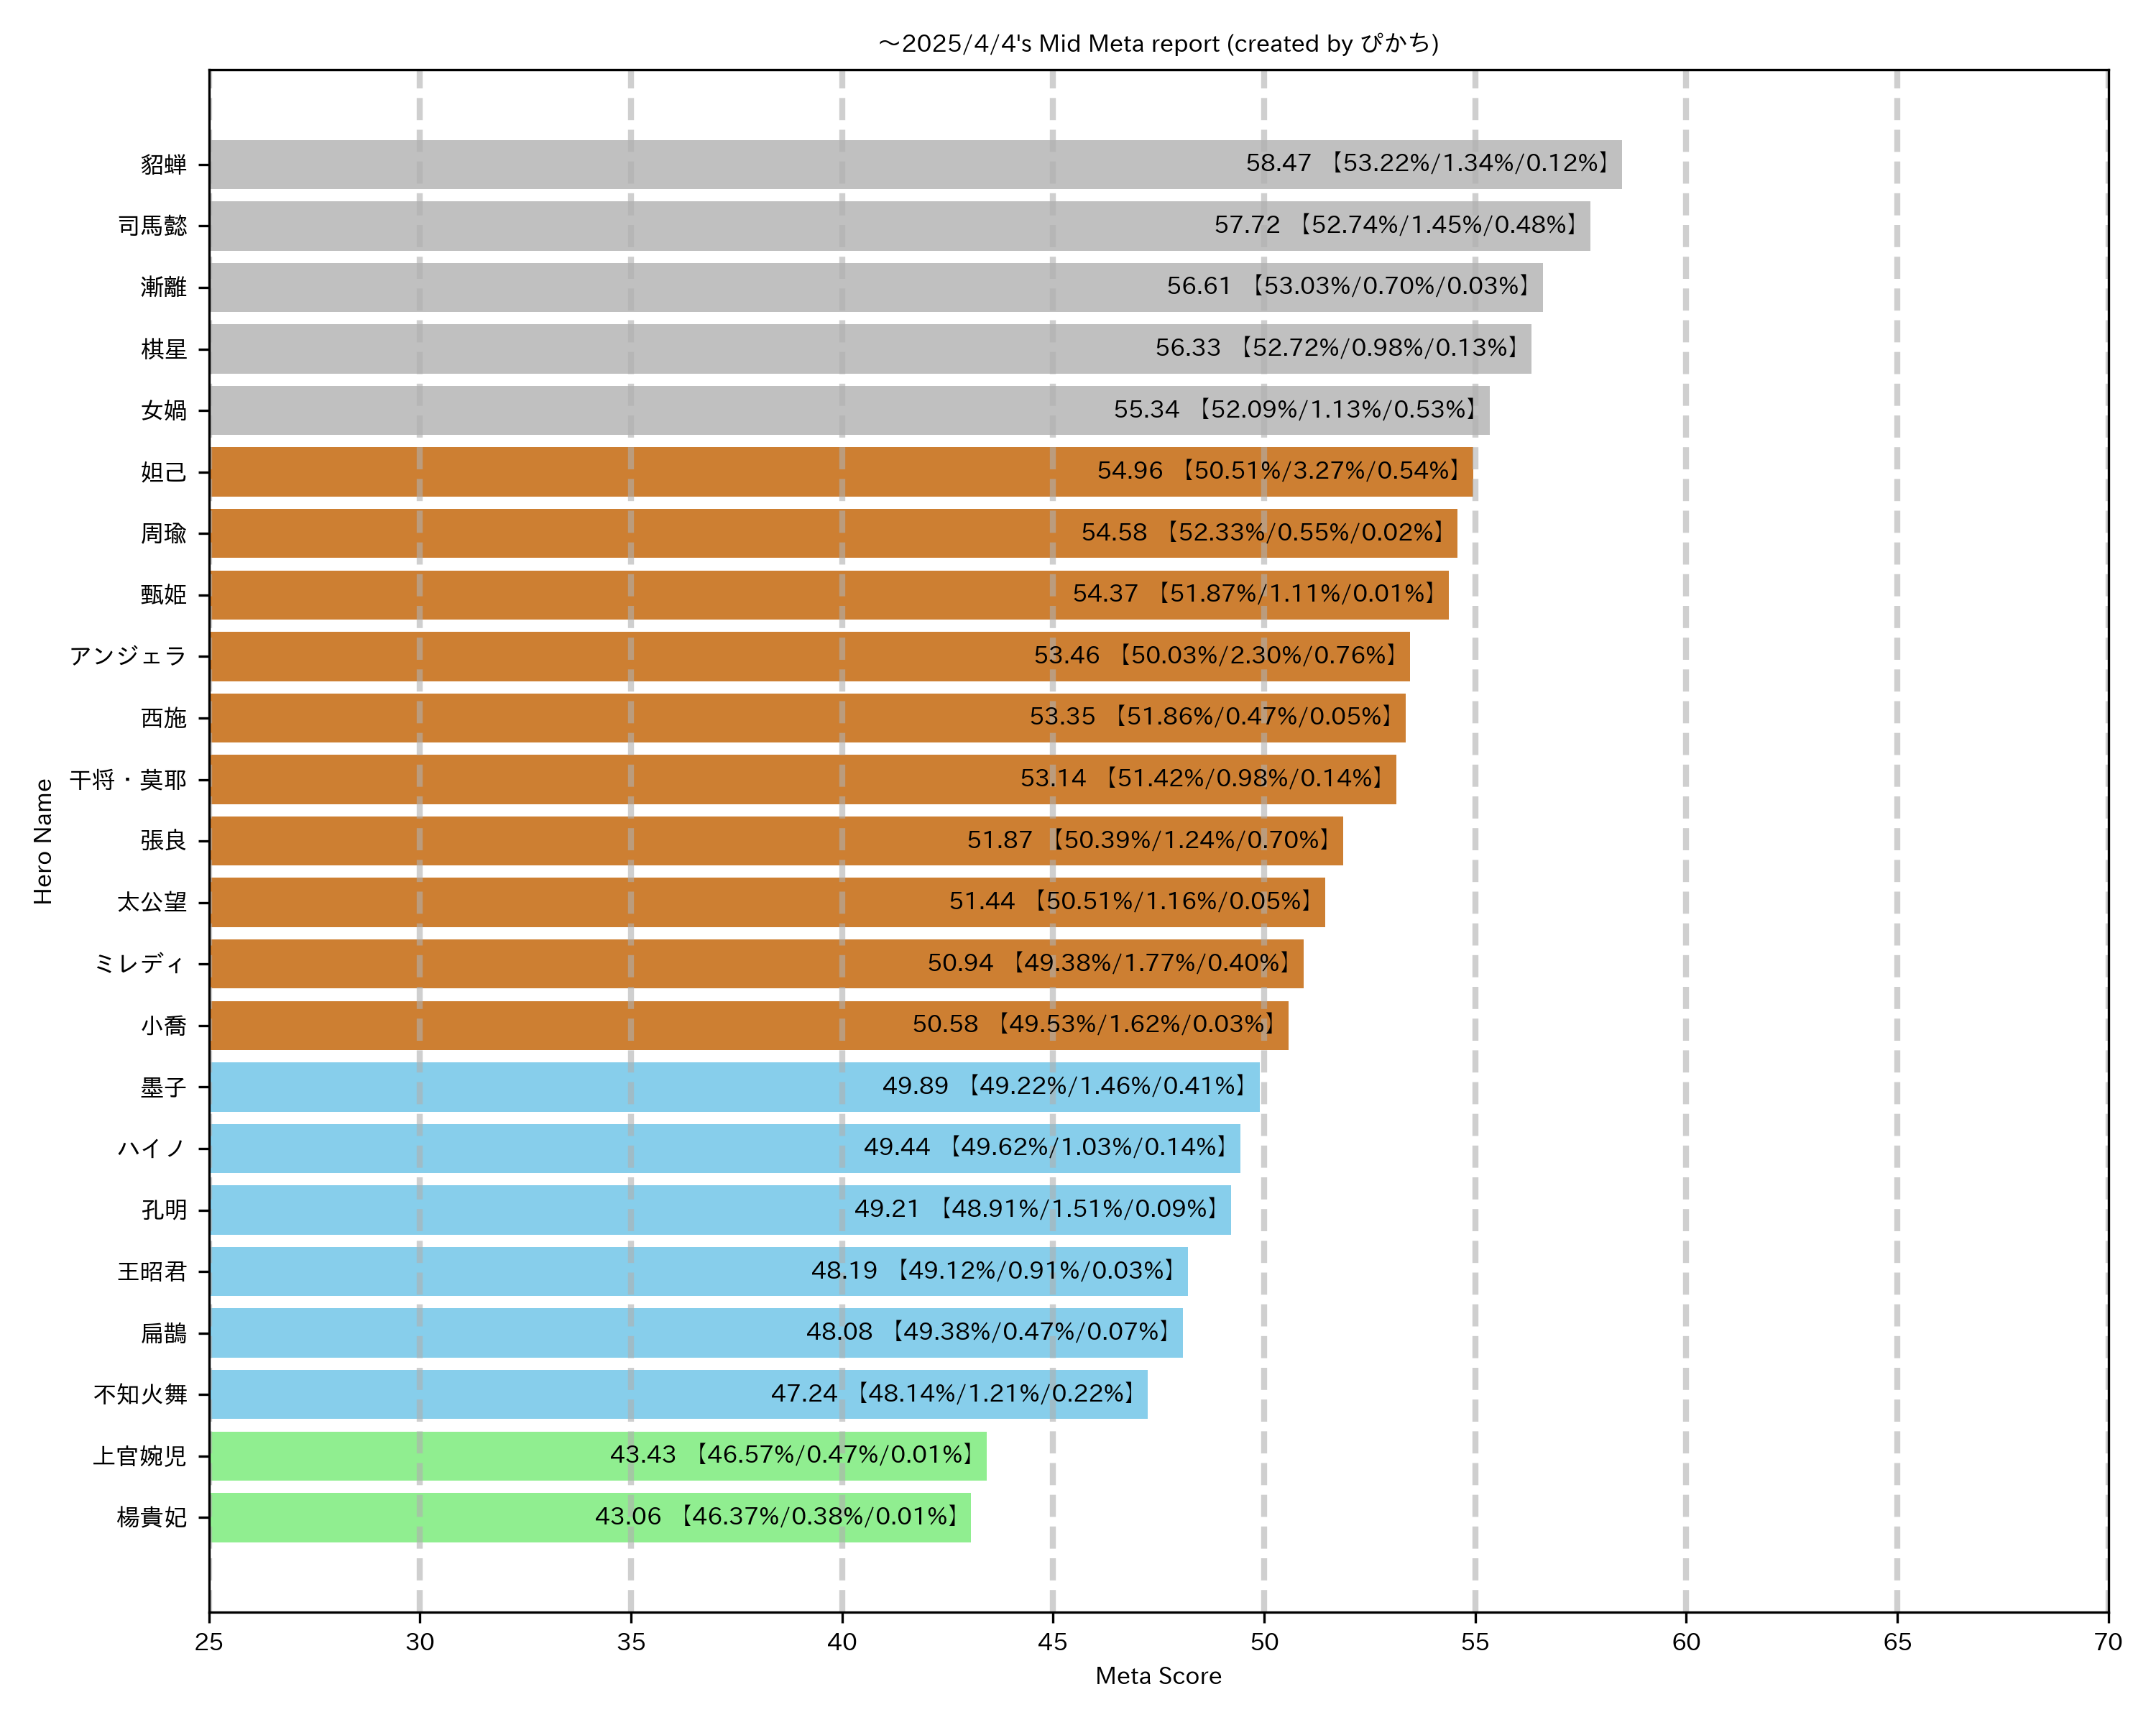 ～2025/4/4's Mid Meta report (created by ぴかち)
貂蝉 58.47 【53.22%/1.34%/0.12%】
司馬懿 57.72 【52.74%/1.45%/0.48%】
漸離 56.61 【53.03%/0.70%/0.03%】
棋星 56.33 【52.72%/0.98%/0.13%】
女媧 55.34 【52.09%/1.13%/0.53%】
妲己 54.96 【50.51%/3.27%/0.54%】
周瑜 54.58 【52.33%/0.55%/0.02%】
甄姫 54.37 【51.87%/1.11%/0.01%】
アンジェラ 53.46 【50.03%/2.30%/0.76%】
西施 53.35 【51.86%/0.47%/0.05%】
干将・莫耶 53.14 【51.42%/0.98%/0.14%】
張良 51.87 【50.39%/1.24%/0.70%】
太公望 51.44 【50.51%/1.16%/0.05%】
ミレディ 50.94 【49.38%/1.77%/0.40%】
小喬 50.58 【49.53%/1.62%/0.03%】
墨子 49.89 【49.22%/1.46%/0.41%】
ハイノ 49.44 【49.62%/1.03%/0.14%】
孔明 49.21 【48.91%/1.51%/0.09%】
王昭君 48.19 【49.12%/0.91%/0.03%】
扁鵲 48.08 【49.38%/0.47%/0.07%】
不知火舞 47.24 【48.14%/1.21%/0.22%】
上官婉児 43.43 【46.57%/0.47%/0.01%】
楊貴妃 43.06 【46.37%/0.38%/0.01%】
Hero Name
25 30 35 40 45 50 55 60 65 70
Meta Score